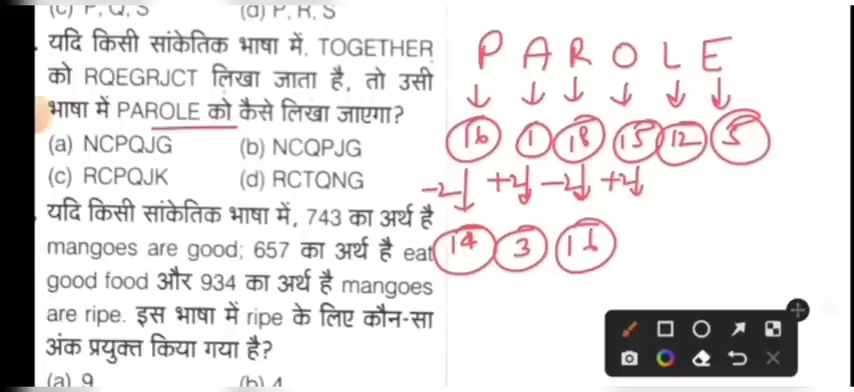 (c) P, Q, S (d) P, R, S
यदि किसी सांकेतिक भाषा में, TOGETHER
को RQEGRJCT लिखा जाता है, तो उसी
भाषा में PAROLE को कैसे लिखा जाएगा?
(a) NCPQJG (b) NCQPJG
(c) RCPQJK (d) RCTQNG
यदि किसी सांकेतिक भाषा में, 743 का अर्थ है
mangoes are good; 657 का अर्थ है eat
good food और 934 का अर्थ है mangoes
are ripe. इस भाषा में ripe के लिए कौन-सा
अंक प्रयुक्त किया गया है?
(a) 9 (b) 4
P A R O L E
16 1 18 15 12 5
-2 +2 -2 +2
14 3 16